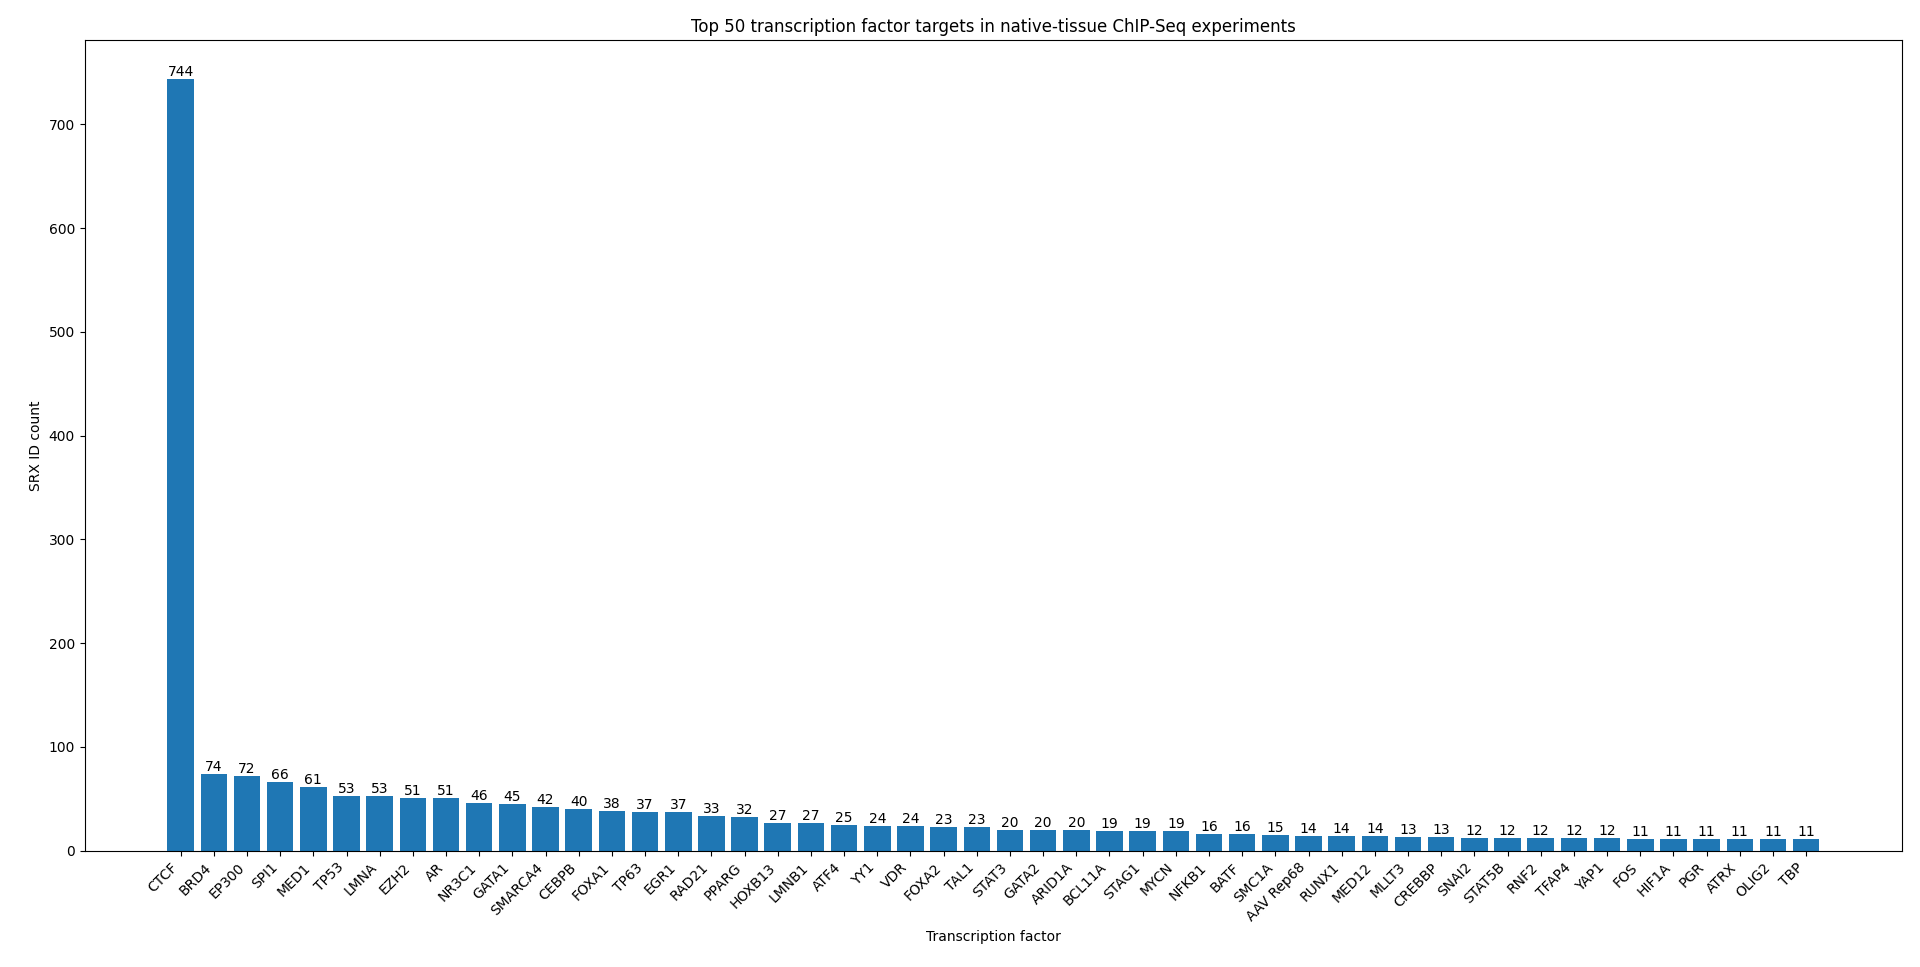 Top 50 transcription factor targets in native-tissue ChIP-Seq experiments
SRX ID count
700
600
500
400
300
200
100
0
744
74
72
66
61
53
53
51
51
46
45
42
40
38
37
37
33
32
27
27
25
24
24
23
23
20
20
20
19
19
19
16
16
15
14
14
14
13
13
12
12
12
12
12
11
11
11
11
11
11
CTCF
BRD4
EP300
SPI1
MED1
TP53
LMNA
EZH2
AR
NR3C1
GATA1
SMARCA4
CEBPB
FOXA1
TP63
EGR1
RAD21
PPARG
HOXB13
LMNB1
ATF4
YY1
VDR
FOXA2
TAL1
STAT3
GATA2
ARID1A
BCL11A
STAG1
MYCN
NFKB1
BATF
SMC1A
AAV Rep68
RUNX1
MED12
MLLT3
CREBBP
SNAI2
STAT5B
RNF2
TFAP4
YAP1
FOS
HIF1A
PGR
ATRX
OLIG2
TBP
Transcription factor